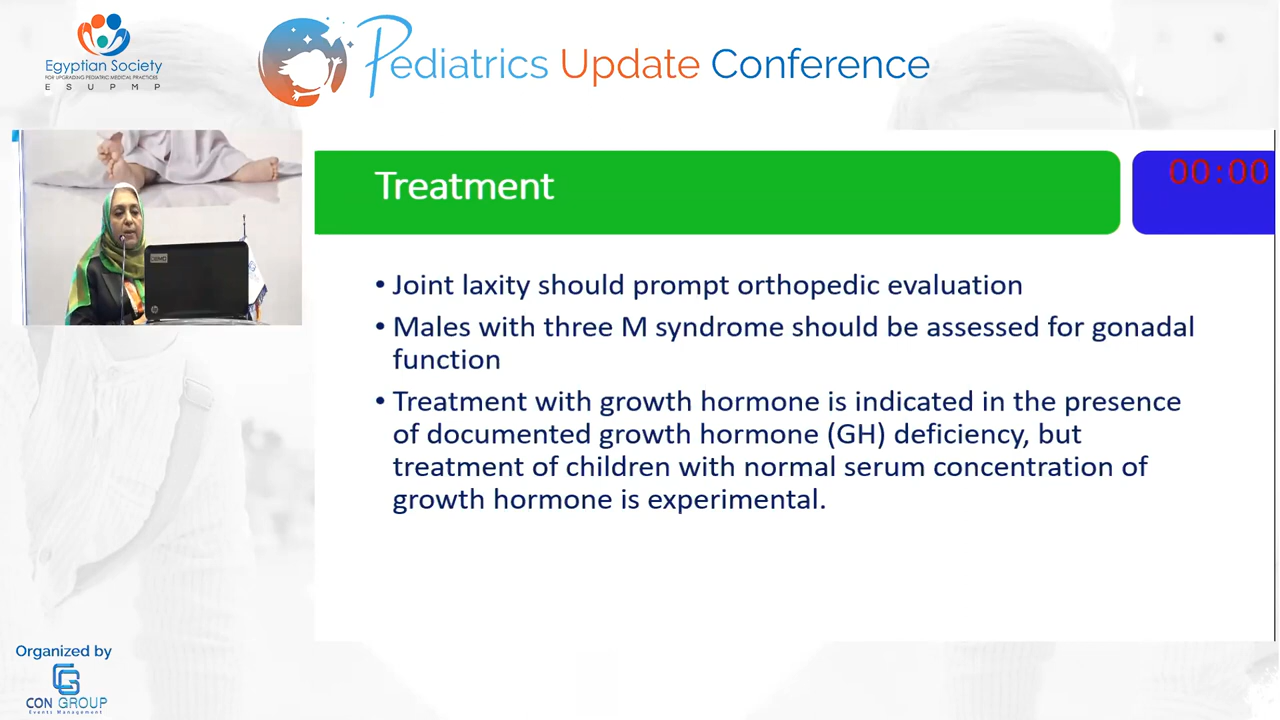 Egyptian Society
FOR UPGRADING PEDIATRIC MEDICAL PRACTICES
E S U P M P
Pediatrics Update Conference
Treatment
00:00
• Joint laxity should prompt orthopedic evaluation
• Males with three M syndrome should be assessed for gonadal
function
• Treatment with growth hormone is indicated in the presence
of documented growth hormone (GH) deficiency, but
treatment of children with normal serum concentration of
growth hormone is experimental.
Organized by
CON GROUP
Events Management